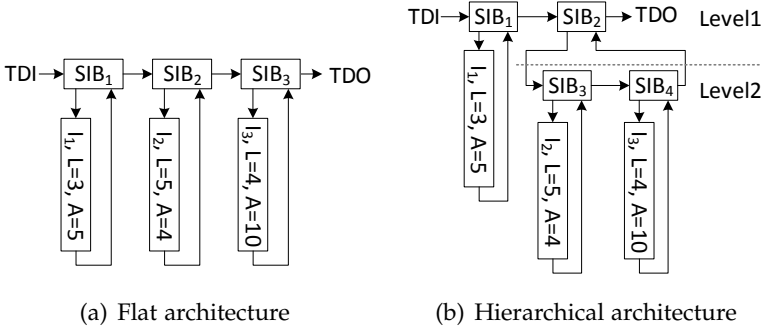 TDI SIB₁ SIB₂ SIB₃ TDO
I₁, L=3, A=5
I₂, L=5, A=4
I₃, L=4, A=10
(a) Flat architecture
TDI SIB₁ SIB₂ TDO Level1
SIB₃ SIB₄ Level2
I₁, L=3, A=5
I₂, L=5, A=4
I₃, L=4, A=10
(b) Hierarchical architecture